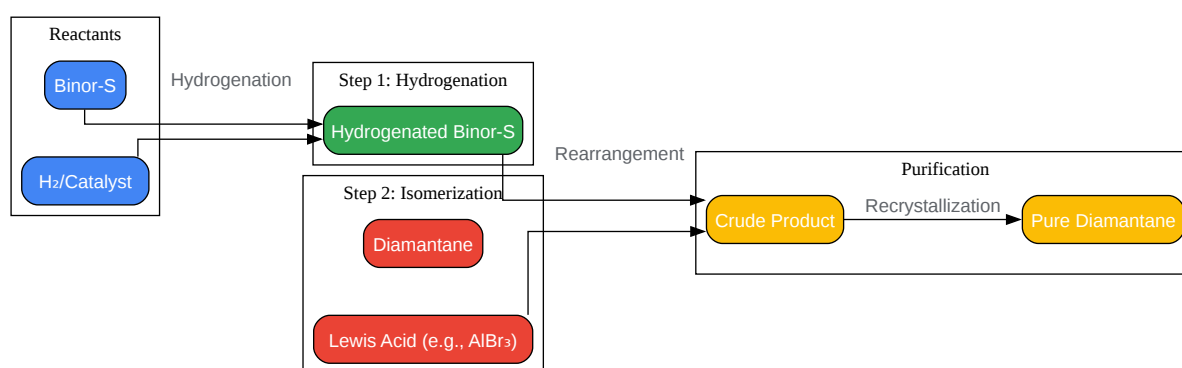 Reactants
Binor-S
H₂/Catalyst
Hydrogenation
Step 1: Hydrogenation
Hydrogenated Binor-S
Step 2: Isomerization
Diamantane
Lewis Acid (e.g., AlBr₃)
Rearrangement
Purification
Crude Product
Recrystallization
Pure Diamantane